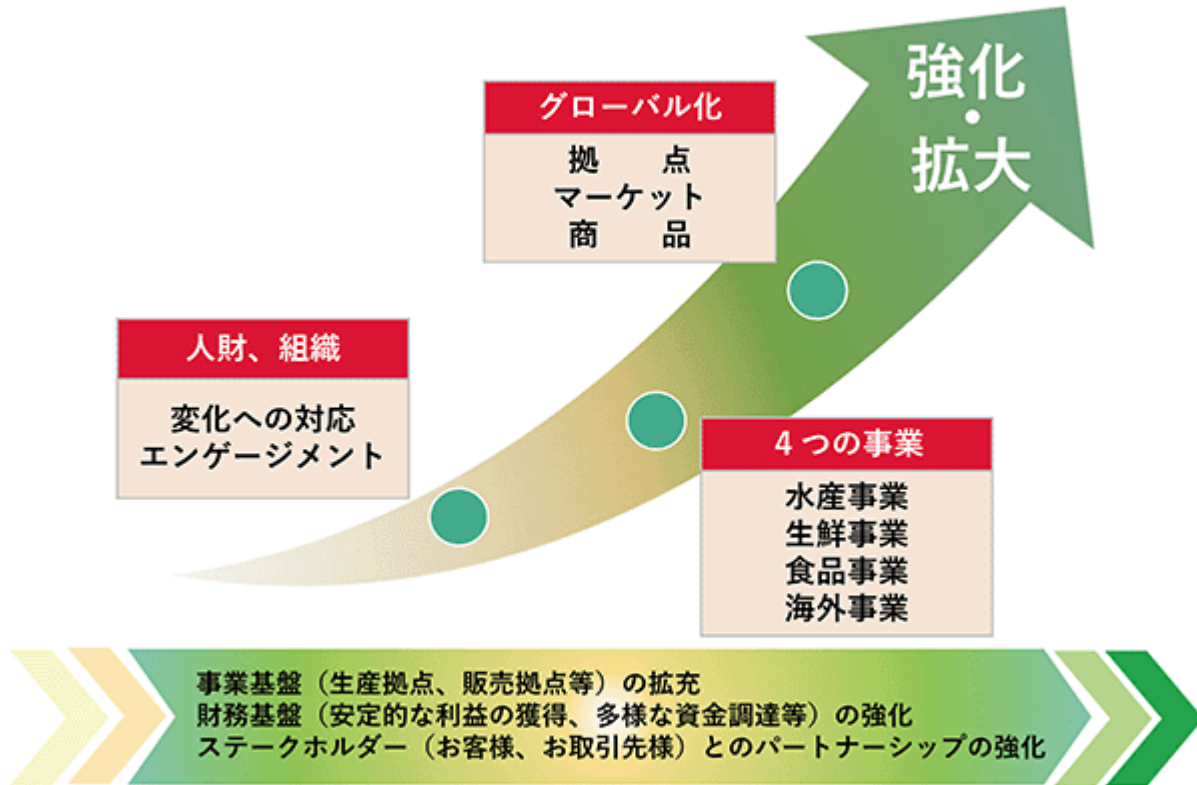 強化
・
拡大
グローバル化
拠　　点
マーケット
商　　品
人財、組織
変化への対応
エンゲージメント
4つの事業
水産事業
生鮮事業
食品事業
海外事業
事業基盤（生産拠点、販売拠点等）の拡充
財務基盤（安定的な利益の獲得、多様な資金調達等）の強化
ステークホルダー（お客様、お取引先様）とのパートナーシップの強化